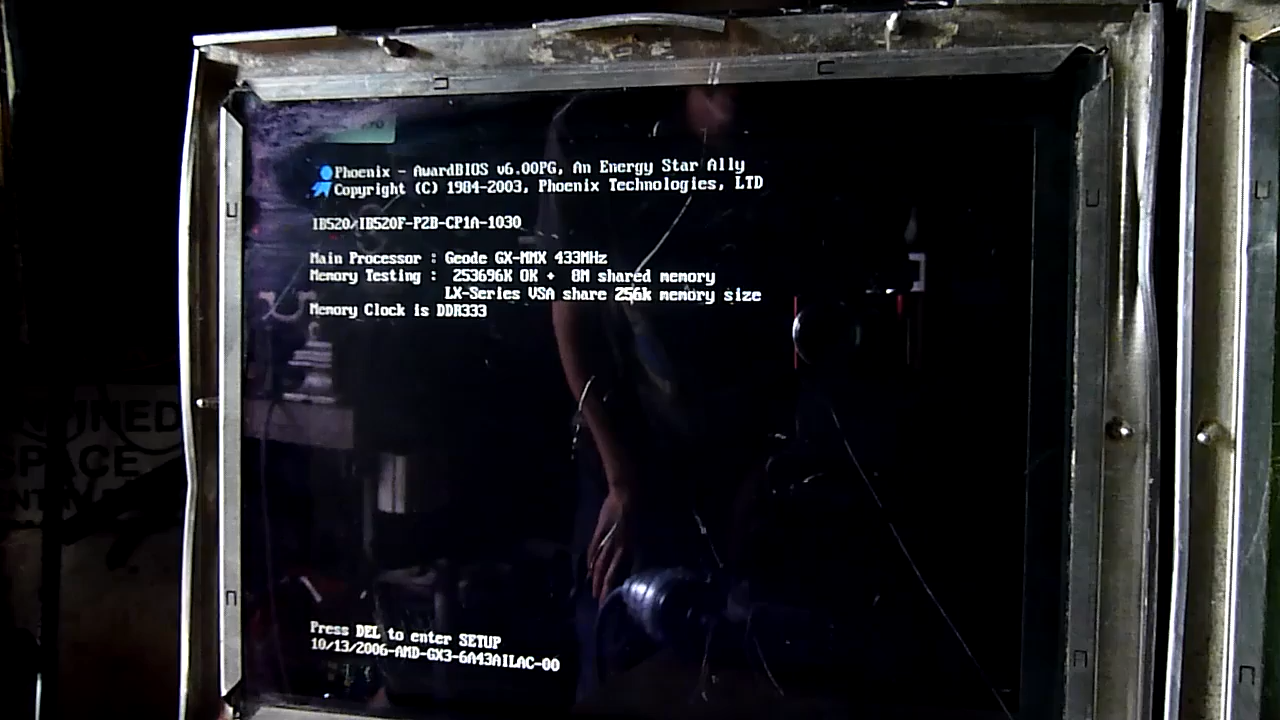 Phoenix - AwardBIOS v6.00PG, An Energy Star Ally
Copyright (C) 1984-2003, Phoenix Technologies, LTD
IB520/IB520F-P2B-CP1A-1030
Main Processor : Geode GX-MMX 433MHz
Memory Testing : 253696K OK + 8M shared memory
LX-Series VSA share 256k memory size
Memory Clock is DDR333
Press DEL to enter SETUP
10/13/2006-AMD-GX3-6A43AILAC-00
SPACE